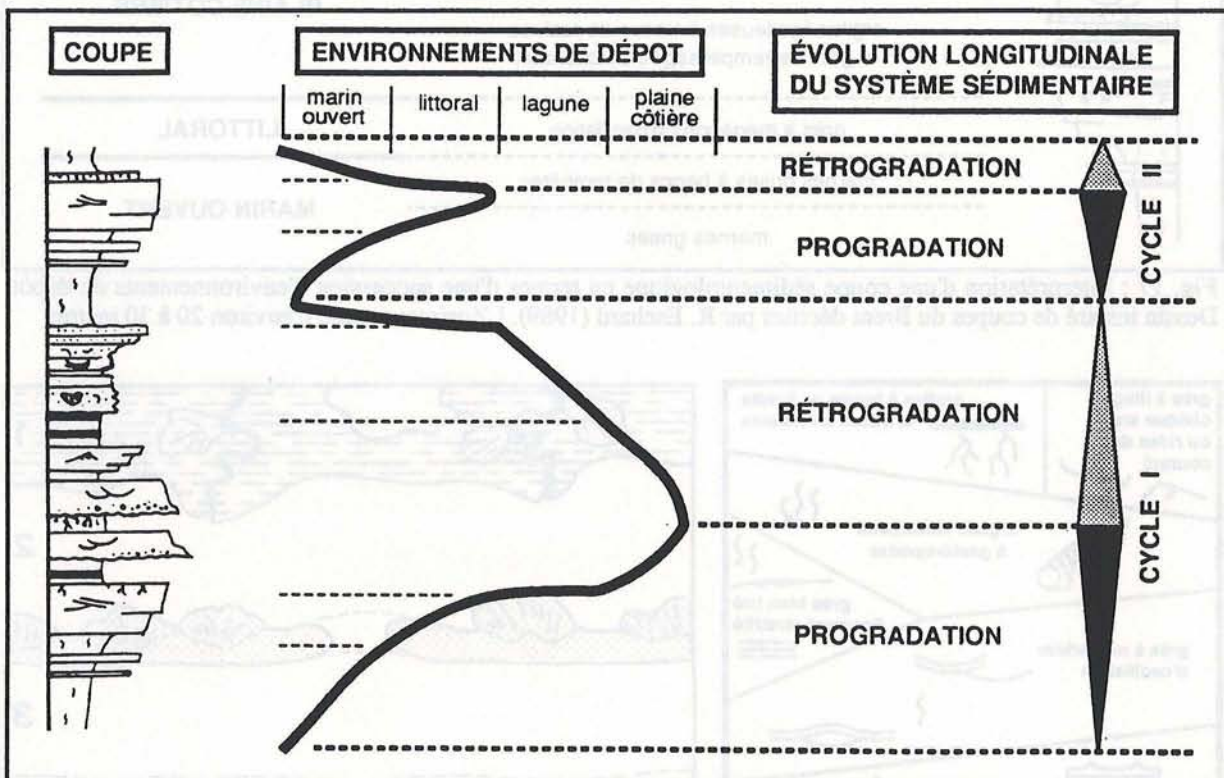 COUPE
ENVIRONNEMENTS DE DÉPOT
ÉVOLUTION LONGITUDINALE
DU SYSTÈME SÉDIMENTAIRE
marin
ouvert
littoral
lagune
plaine
côtière
RÉTROGRADATION
PROGRADATION
CYCLE II
RÉTROGRADATION
PROGRADATION
CYCLE I